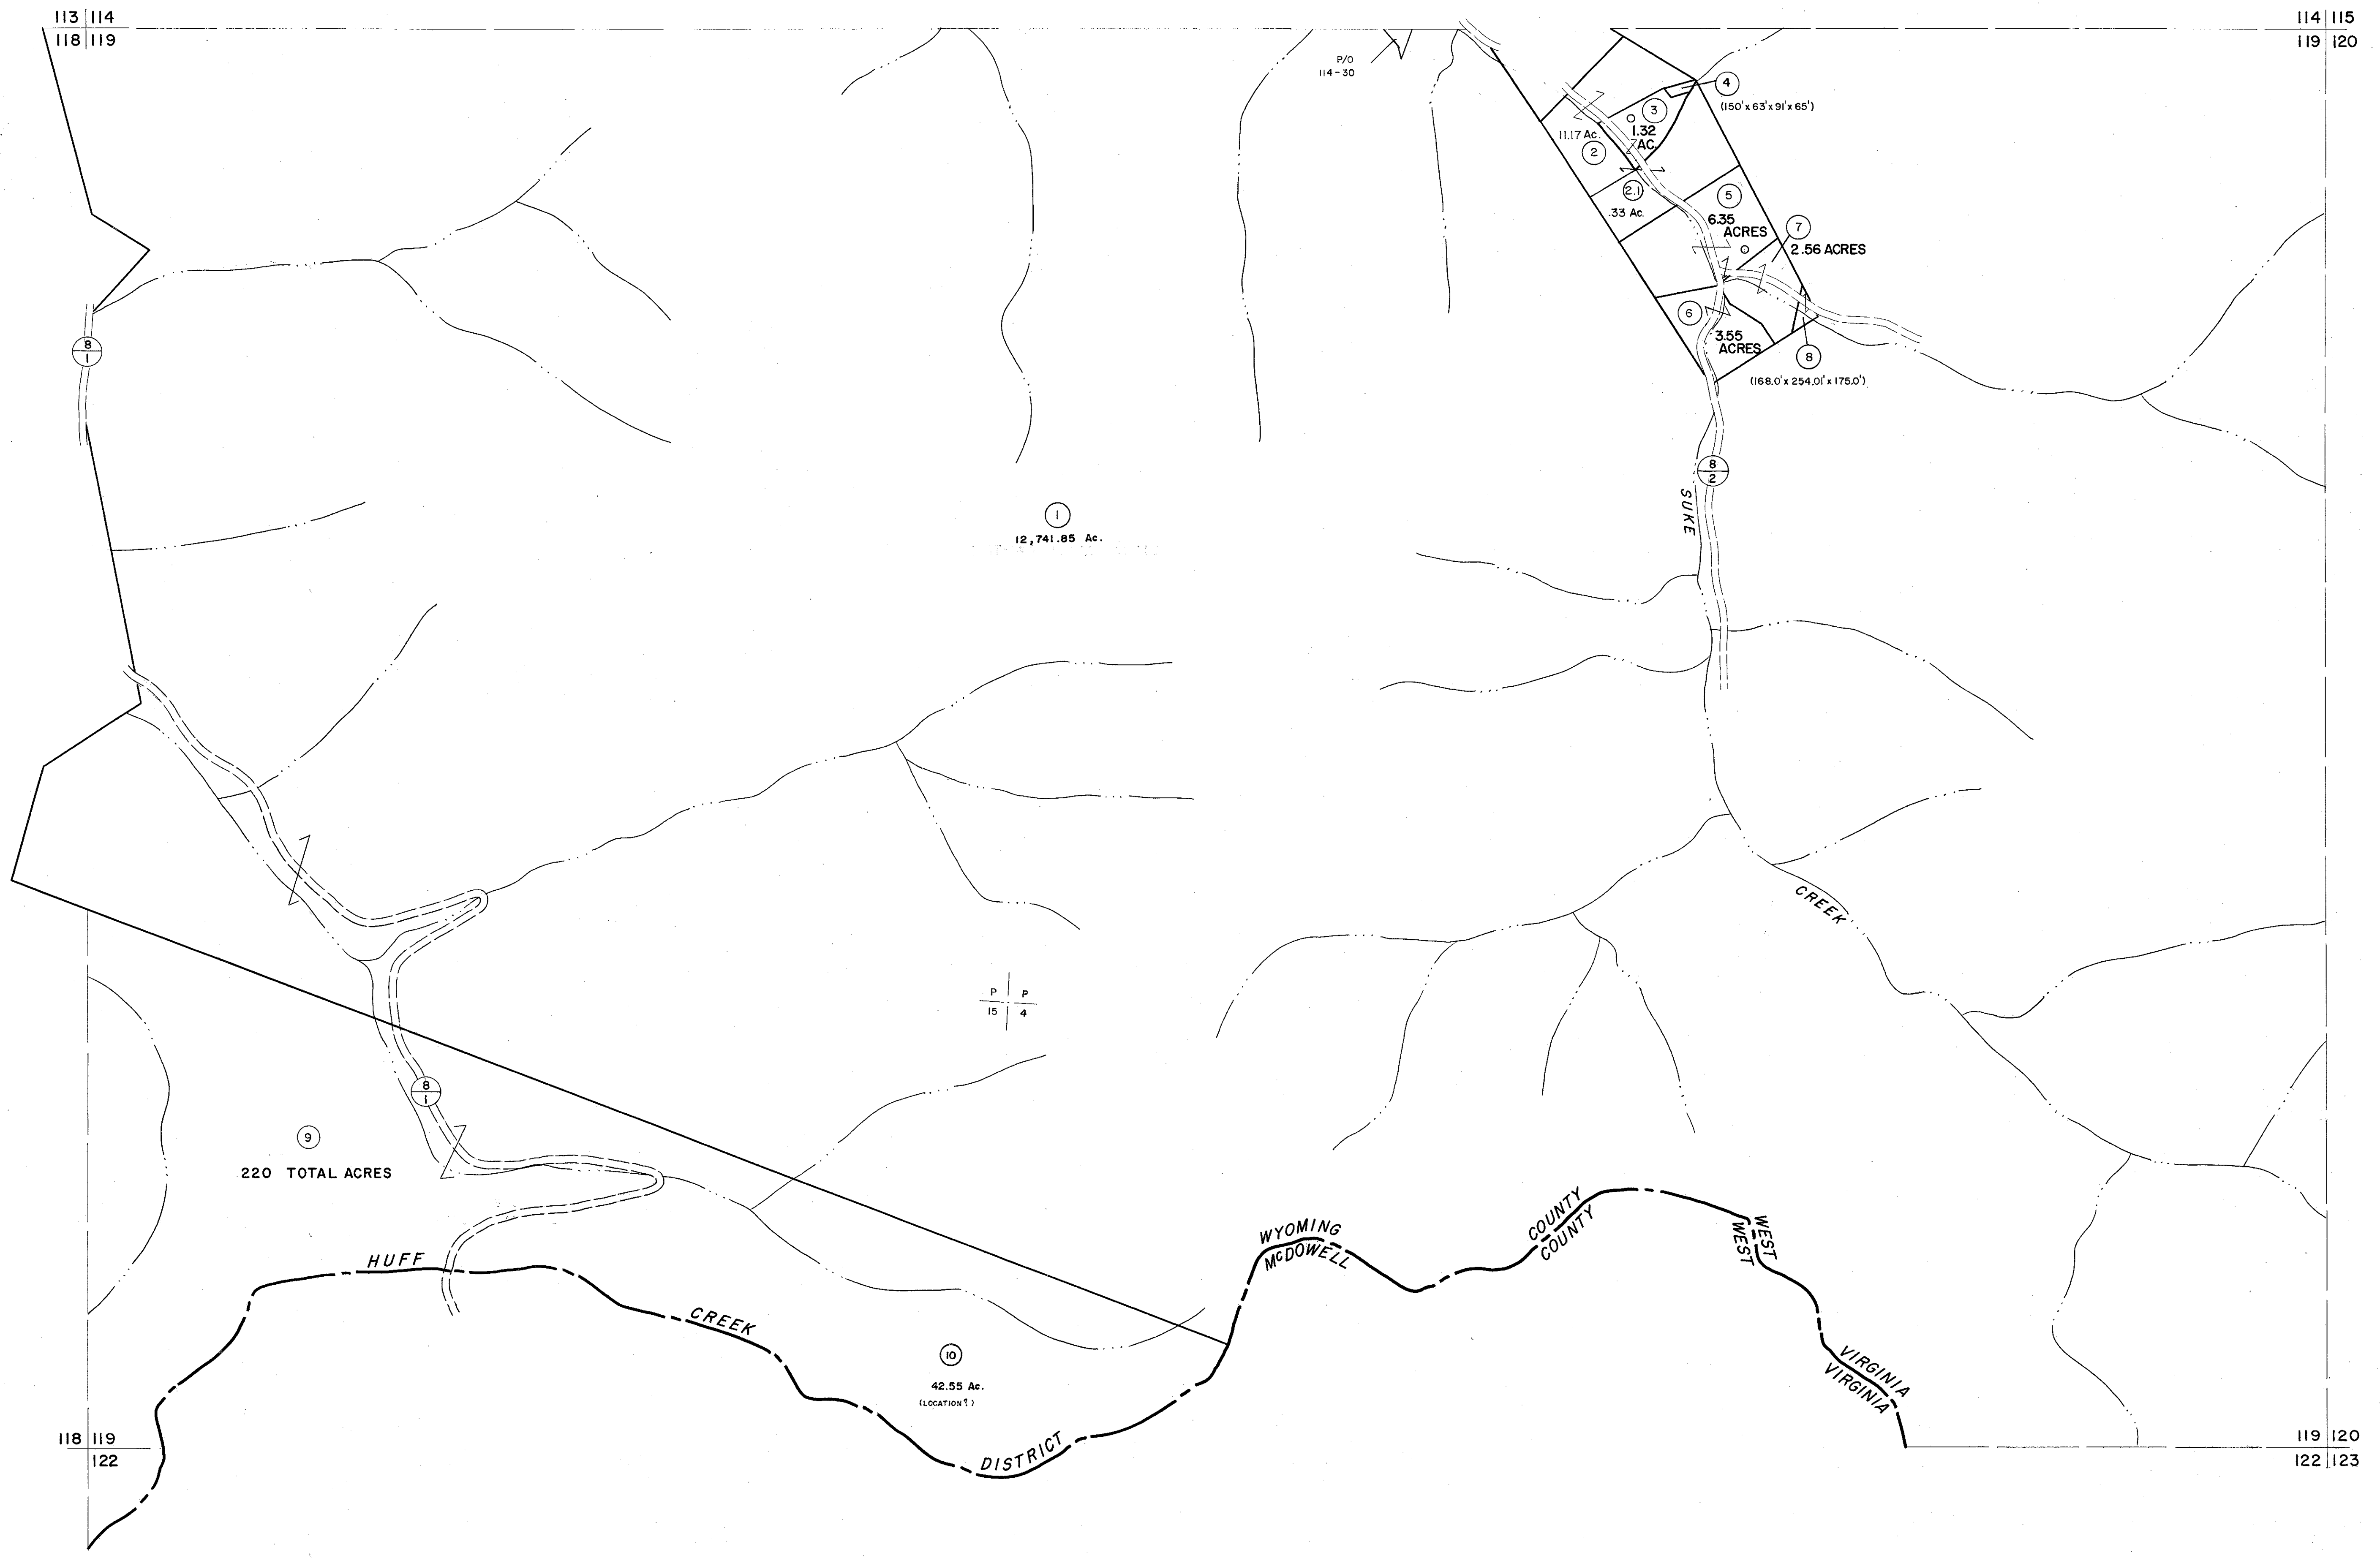 113 114
118 119
114 115
119 120
P/O
114-30
4
(150' x 63' x 91' x 65')
3
1.32
AC.
11.17 Ac.
2
2.1
.33 Ac.
5
6.35
ACRES
7
2.56 ACRES
6
3.55
ACRES
8
(168.0' x 254.01' x 175.0')
8
1
8
2
SUKE
1
12,741.85 Ac.
CREEK
P P
15 4
8
1
9
220 TOTAL ACRES
HUFF
CREEK
DISTRICT
10
42.55 Ac.
(LOCATION?)
WYOMING
McDOWELL
COUNTY
COUNTY
WEST
WEST
VIRGINIA
VIRGINIA
118 119
122
119 120
122 123